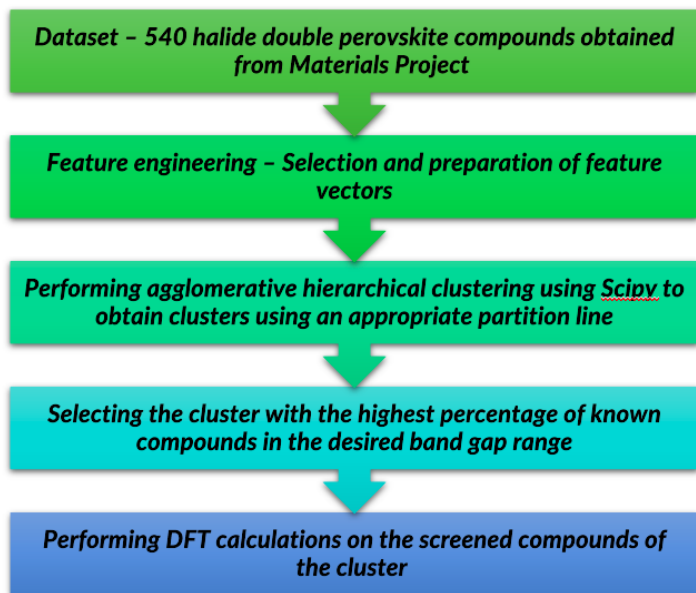 Dataset – 540 halide double perovskite compounds obtained
from Materials Project
Feature engineering – Selection and preparation of feature
vectors
Performing agglomerative hierarchical clustering using Scipy to
obtain clusters using an appropriate partition line
Selecting the cluster with the highest percentage of known
compounds in the desired band gap range
Performing DFT calculations on the screened compounds of
the cluster